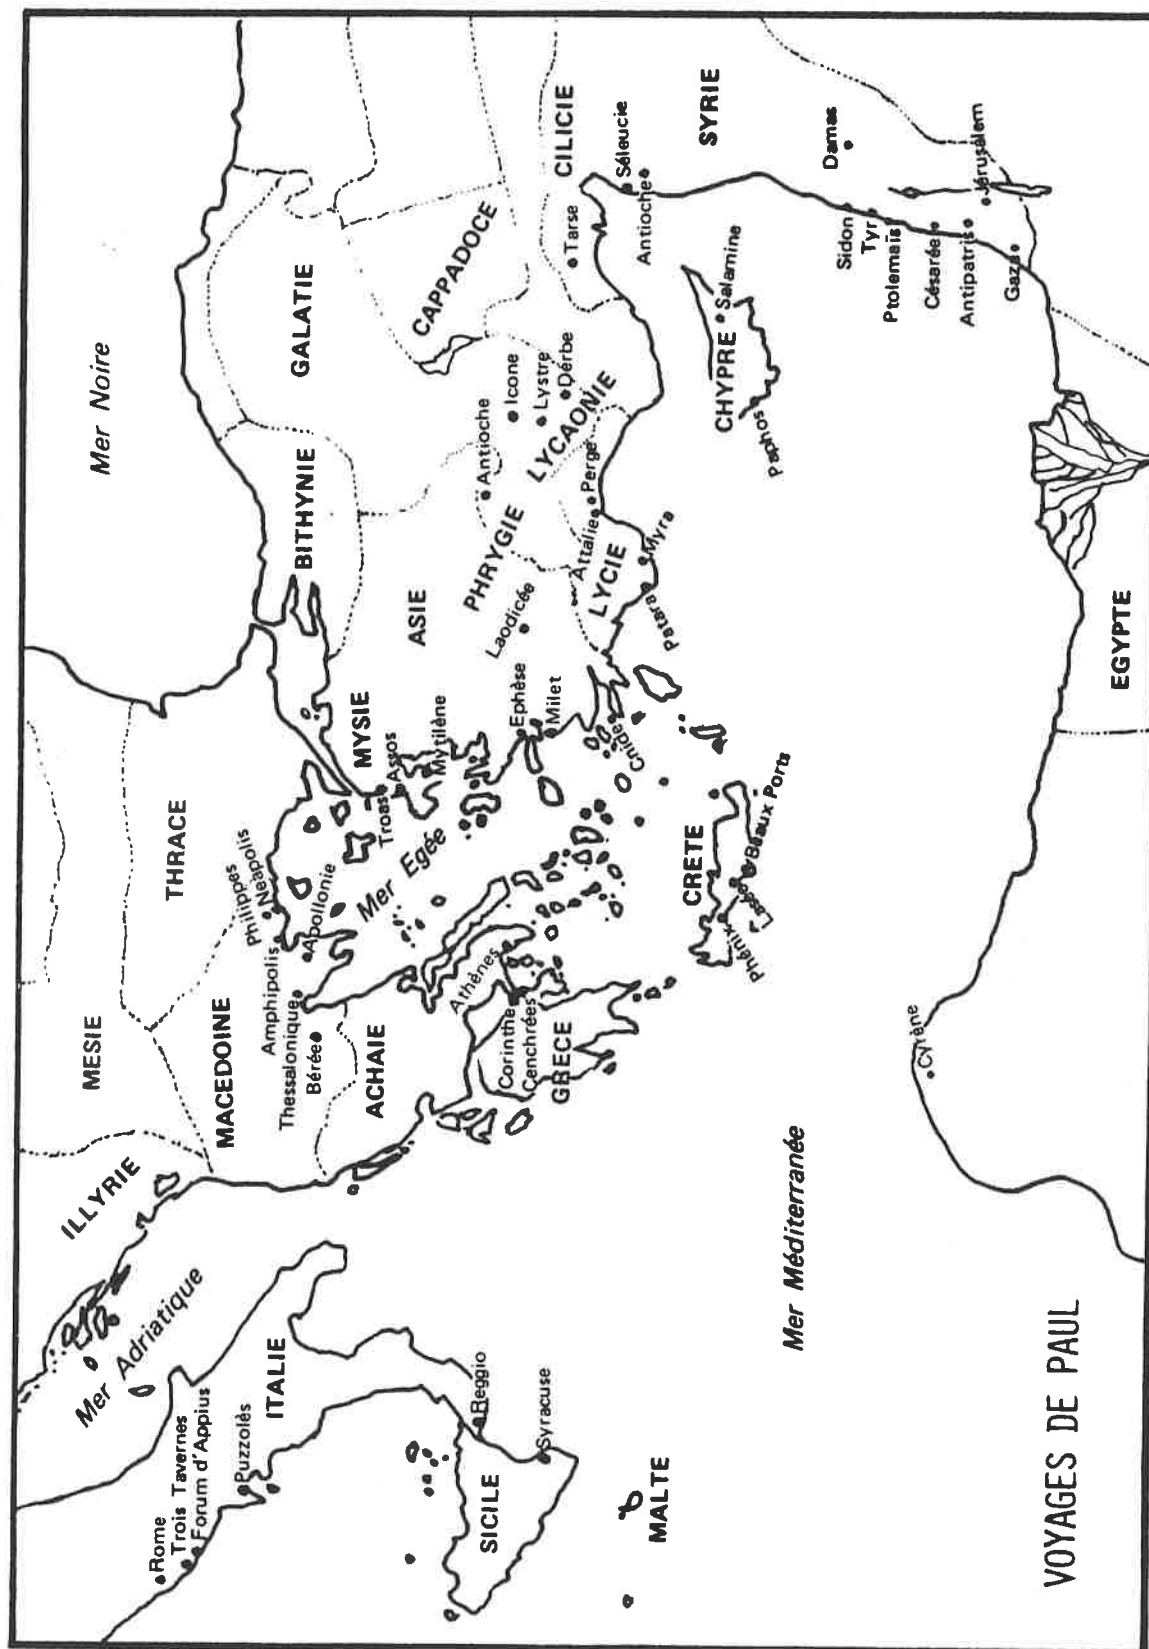 Mer Noire
MESIE
THRACE
ILLYRIE
MACEDOINE
Philippes
Neapolis
Amphipolis
Apollonie
Thessalonique
Bérée
ACHAIE
Mer Adriatique
Rome
Trois Tavernes
Forum d'Appius
Puzzolès
ITALIE
Reggio
SICILE
Syracuse
MALTE
Mer Egée
Athènes
Corinthe
Cenchrées
GRECE
BITHYNIE
GALATIE
CAPPADOCE
MYSIE
ASIE
Troas
Assos
Mytilène
PHRYGIE
Antioche
Icone
Lystre
Derbe
LYCAONIE
Laodicée
Ephèse
Milet
Cnide
LYCIE
Attalie
Perge
Patara
Myra
CILICIE
Tarse
Séleucie
Antioche
SYRIE
CHYPRE
Salamine
Paphos
Damas
Sidon
Tyr
Ptolemaïs
Césarée
Antipatris
Jérusalem
Gaza
CRETE
Phénix
Lasée
Beaux Ports
Cyrène
EGYPTE
Mer Méditerranée
VOYAGES DE PAUL